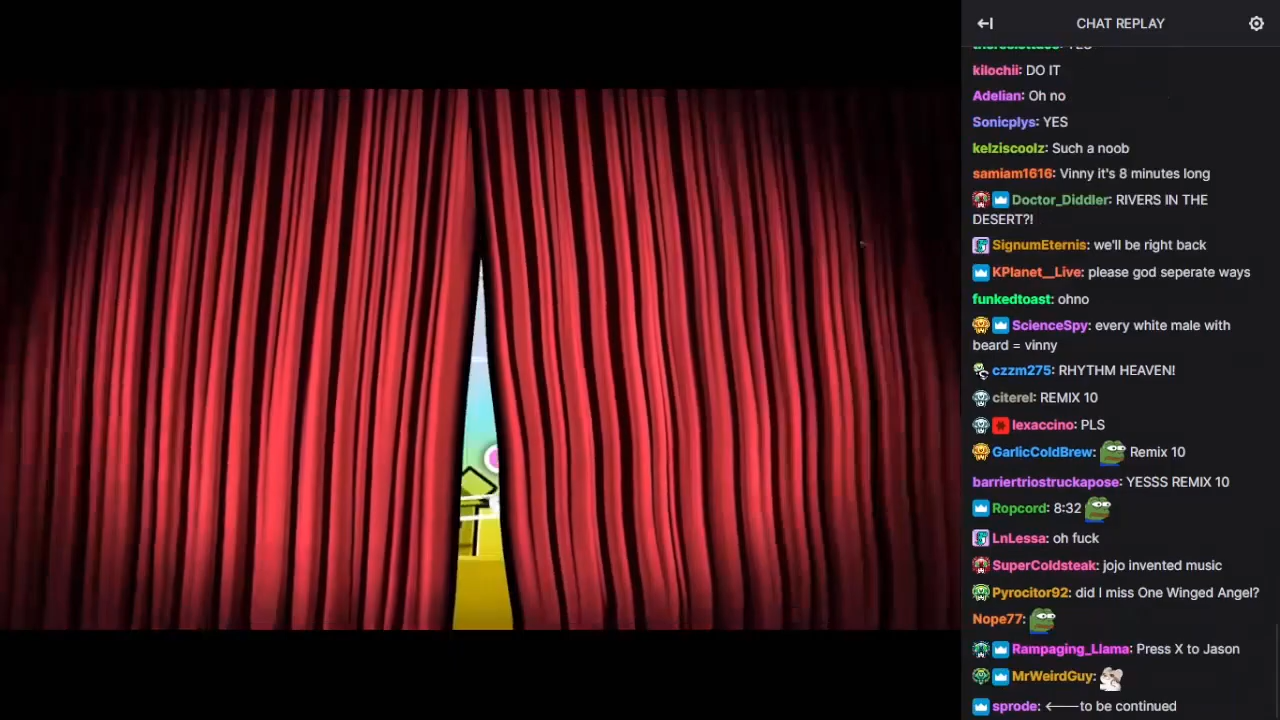 CHAT REPLAY
kilochii: DO IT
Adelian: Oh no
Sonicplys: YES
kelziscoolz: Such a noob
samiam1616: Vinny it's 8 minutes long
Doctor_Diddler: RIVERS IN THE
DESERT?!
SignumEternis: we'll be right back
KPlanet__Live: please god seperate ways
funkedtoast: ohno
ScienceSpy: every white male with
beard = vinny
czzm275: RHYTHM HEAVEN!
citerel: REMIX 10
lexaccino: PLS
GarlicColdBrew: Remix 10
barriertriostruckapose: YESSS REMIX 10
Ropcord: 8:32
LnLessa: oh fuck
SuperColdsteak: jojo invented music
Pyrocitor92: did I miss One Winged Angel?
Nope77:
Rampaging_Llama: Press X to Jason
MrWeirdGuy:
sprode: <——to be continued